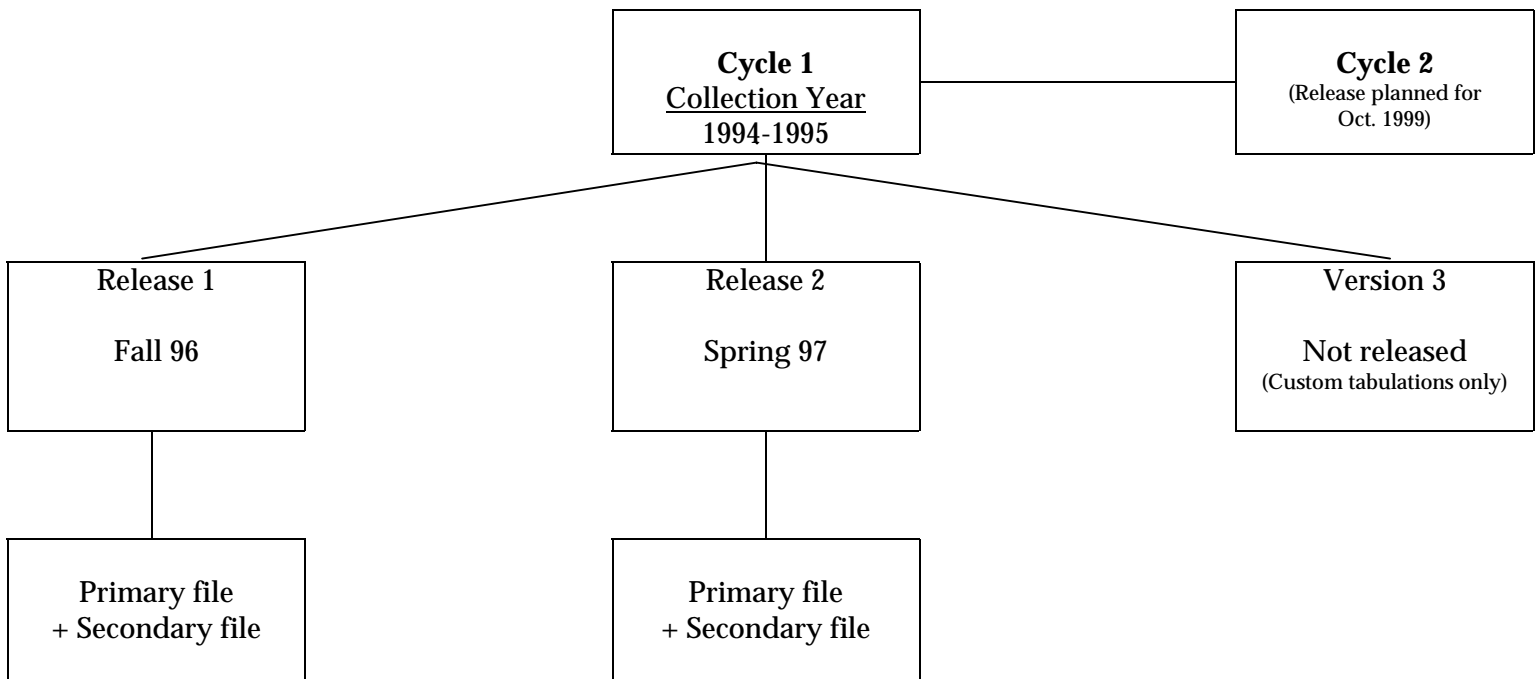 Cycle 1
Collection Year
1994-1995
Cycle 2
(Release planned for
Oct. 1999)
Release 1
Fall 96
Release 2
Spring 97
Version 3
Not released
(Custom tabulations only)
Primary file
+ Secondary file
Primary file
+ Secondary file